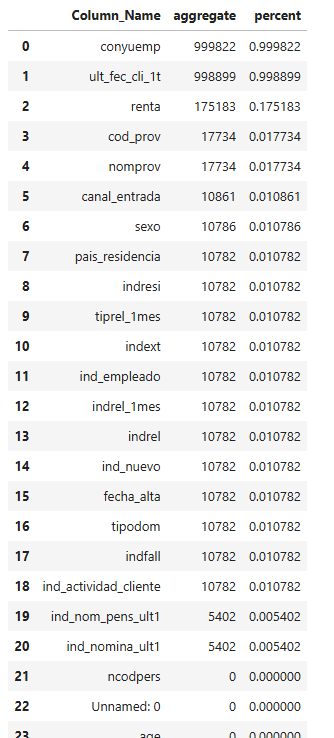 Column_Name aggregate percent
0 conyuemp 999822 0.999822
1 ult_fec_cli_1t 998899 0.998899
2 renta 175183 0.175183
3 cod_prov 17734 0.017734
4 nomprov 17734 0.017734
5 canal_entrada 10861 0.010861
6 sexo 10786 0.010786
7 pais_residencia 10782 0.010782
8 indresi 10782 0.010782
9 tiprel_1mes 10782 0.010782
10 indext 10782 0.010782
11 ind_empleado 10782 0.010782
12 indrel_1mes 10782 0.010782
13 indrel 10782 0.010782
14 ind_nuevo 10782 0.010782
15 fecha_alta 10782 0.010782
16 tipodom 10782 0.010782
17 indfall 10782 0.010782
18 ind_actividad_cliente 10782 0.010782
19 ind_nom_pens_ult1 5402 0.005402
20 ind_nomina_ult1 5402 0.005402
21 ncodpers 0 0.000000
22 Unnamed: 0 0 0.000000
23 age 0 0.000000